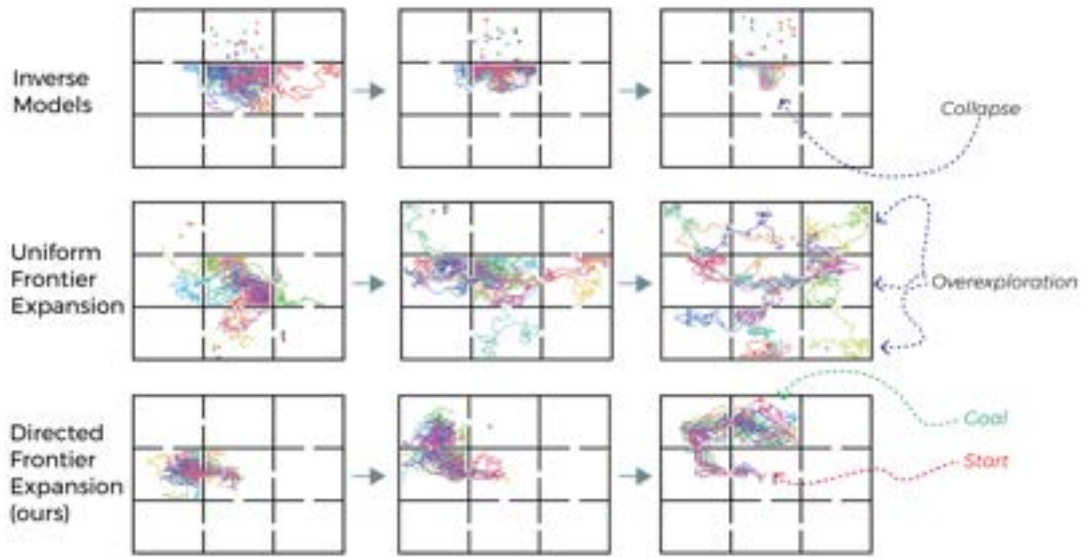 Inverse
Models
Collapse
Uniform
Frontier
Expansion
Overexploration
Directed
Frontier
Expansion
(ours)
Goal
Start